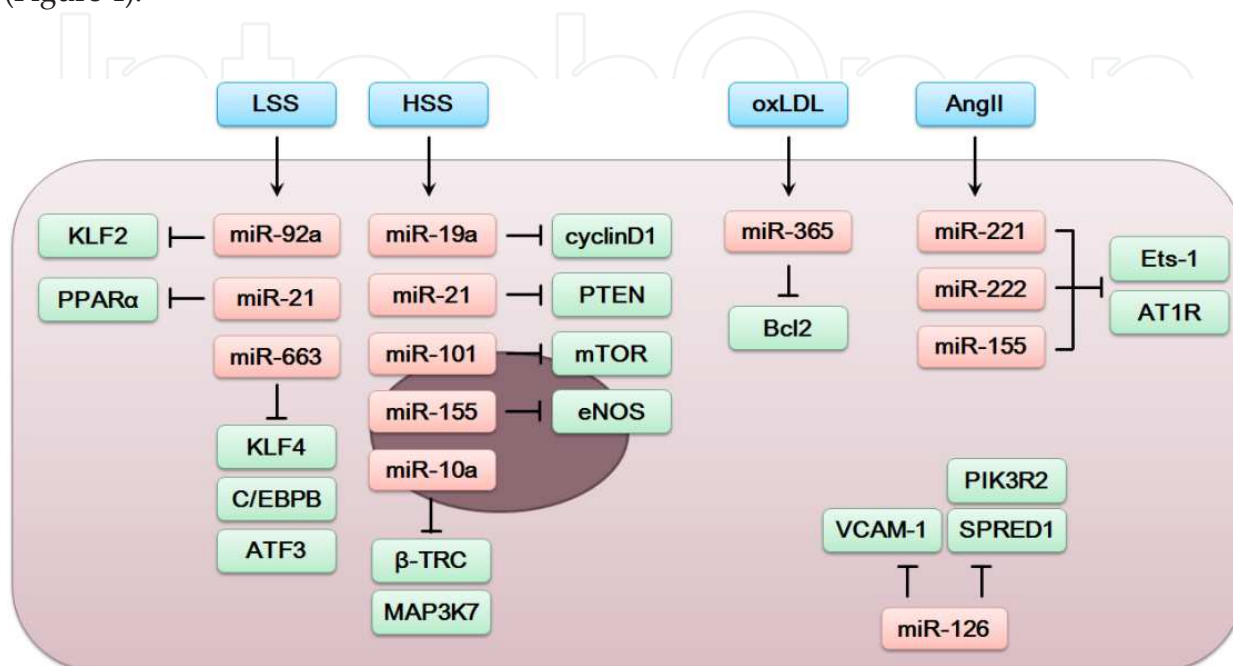 (Figure 1).
IntechOpen
LSS HSS oxLDL AngII
KLF2 miR-92a miR-19a cyclinD1 miR-365 miR-221
Ets-1
PPARα miR-21 miR-21 PTEN miR-222
AT1R
Bcl2
miR-663 miR-101 mTOR miR-155
miR-155 eNOS
KLF4
miR-10a
C/EBPB
PIK3R2
ATF3
VCAM-1 SPRED1
β-TRC
MAP3K7
miR-126